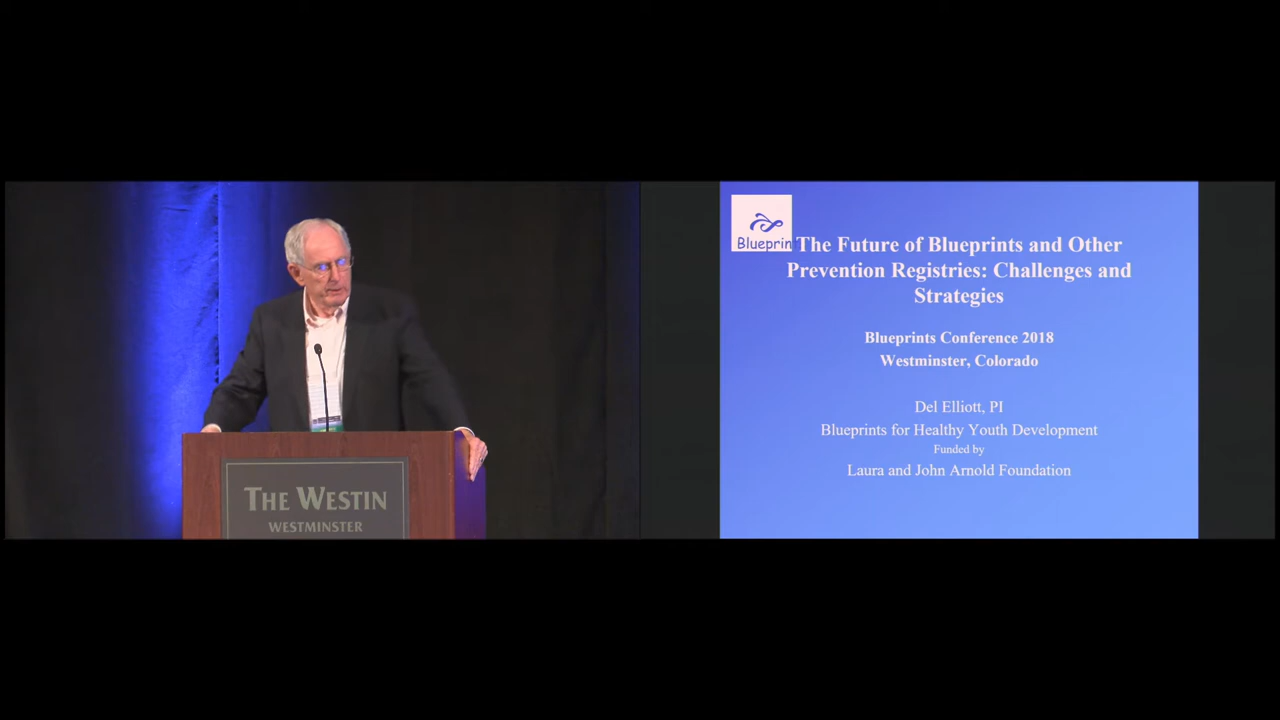 THE WESTIN
WESTMINSTER
Blueprin
The Future of Blueprints and Other
Prevention Registries: Challenges and
Strategies
Blueprints Conference 2018
Westminster, Colorado
Del Elliott, PI
Blueprints for Healthy Youth Development
Funded by
Laura and John Arnold Foundation